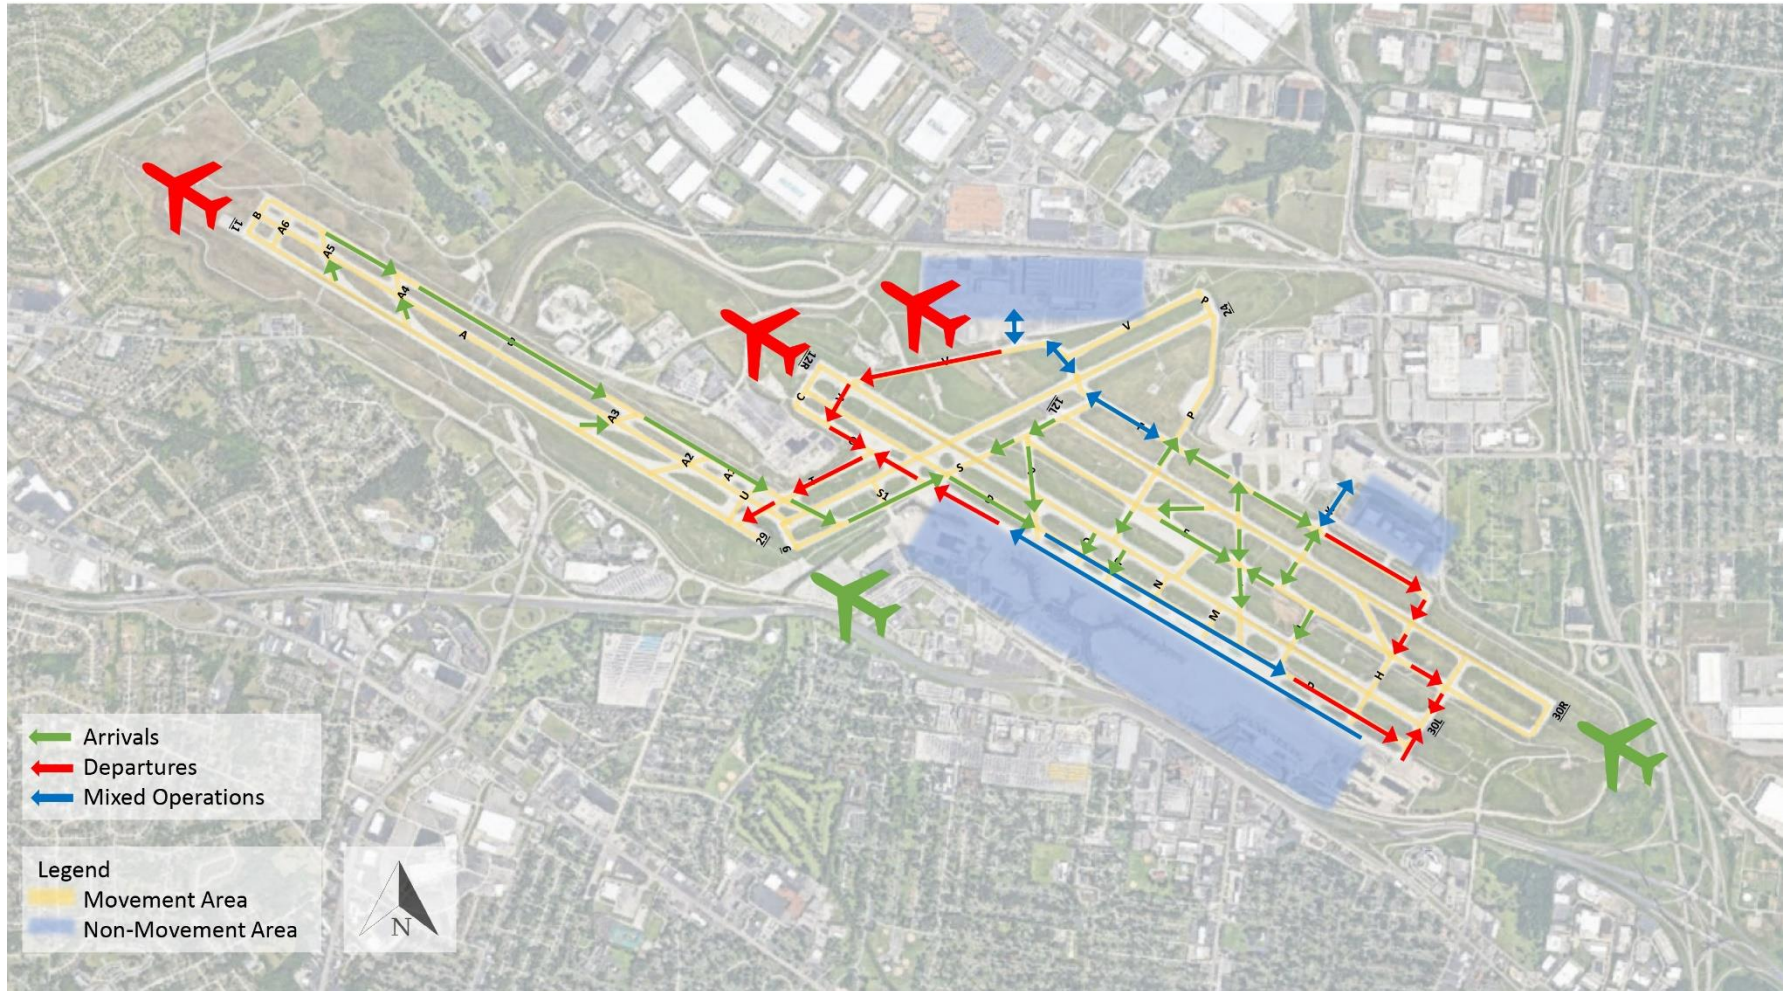 B
A6
11
A5
A4
A
A3
A2
U
29
6
12R
C
S1
S
12L
V
P
24
P
N
M
H
30L
30R
Arrivals
Departures
Mixed Operations
Legend
Movement Area
Non-Movement Area
N